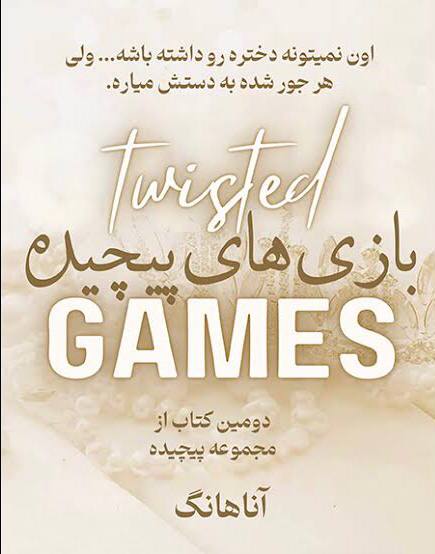 اون نمیتونه دختره رو داشته باشه... ولی
هر جور شده به دستش میاره.
twisted
بازی های پیچیده
GAMES
دومین کتاب از
مجموعه پیچیده
آناهانگ